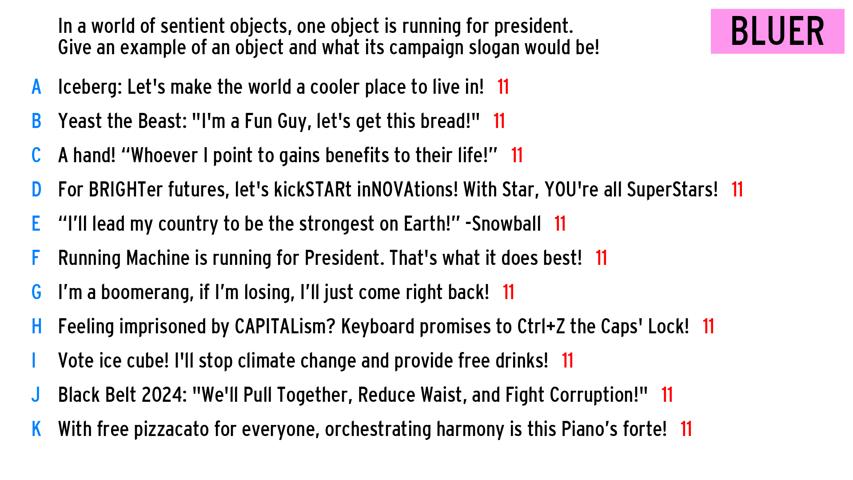 In a world of sentient objects, one object is running for president.
Give an example of an object and what its campaign slogan would be!
BLUER
A Iceberg: Let's make the world a cooler place to live in! 11
B Yeast the Beast: "I'm a Fun Guy, let's get this bread!" 11
C A hand! “Whoever I point to gains benefits to their life!” 11
D For BRIGHTer futures, let's kickSTARt inNOVAtions! With Star, YOU're all SuperStars! 11
E “I’ll lead my country to be the strongest on Earth!” -Snowball 11
F Running Machine is running for President. That's what it does best! 11
G I’m a boomerang, if I’m losing, I’ll just come right back! 11
H Feeling imprisoned by CAPITALism? Keyboard promises to Ctrl+Z the Caps' Lock! 11
I Vote ice cube! I'll stop climate change and provide free drinks! 11
J Black Belt 2024: "We'll Pull Together, Reduce Waist, and Fight Corruption!" 11
K With free pizzacato for everyone, orchestrating harmony is this Piano’s forte! 11